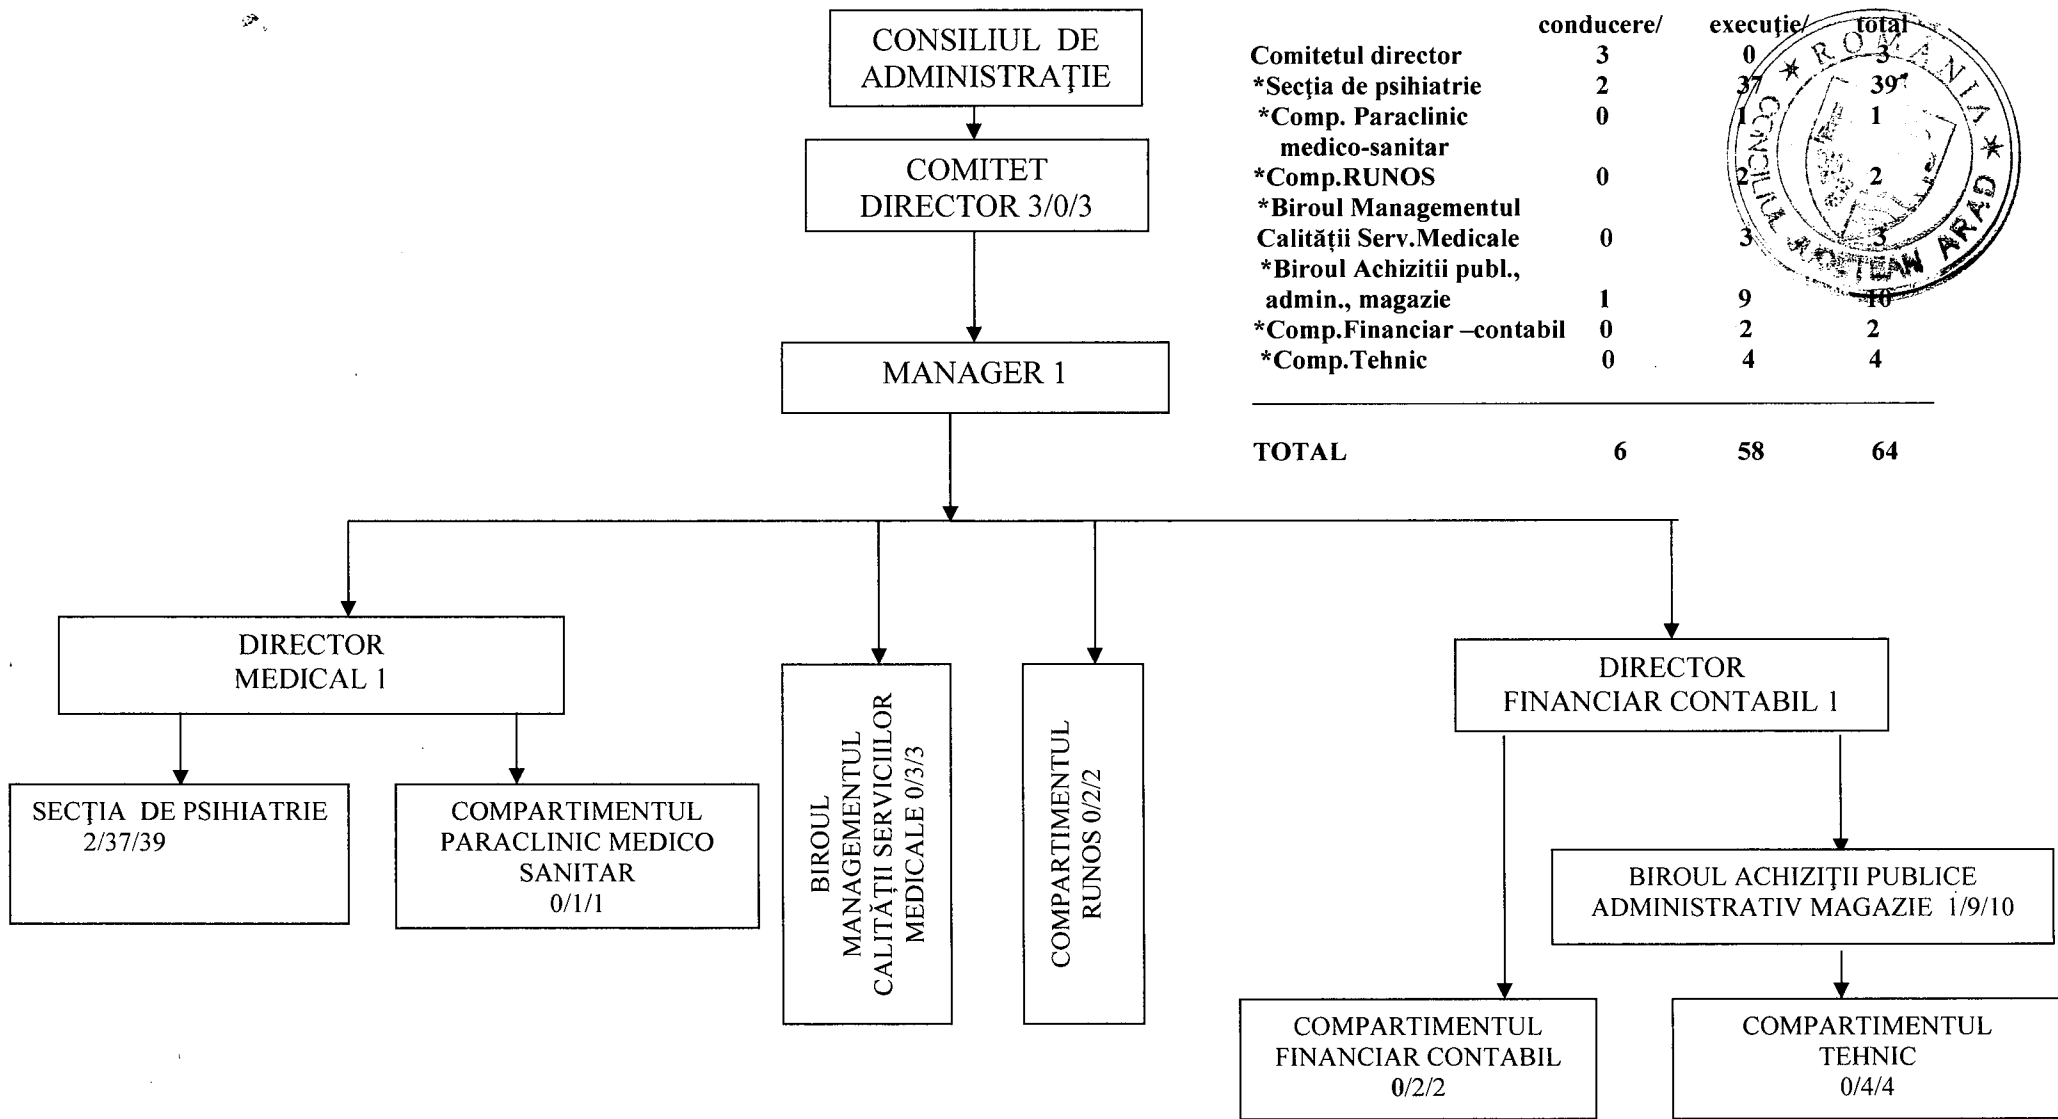 CONSILIUL DE
ADMINISTRAŢIE
COMITET
DIRECTOR 3/0/3
MANAGER 1
conducere/ execuţie/ total
Comitetul director 3 0 3
*Secţia de psihiatrie 2 37 39
*Comp. Paraclinic 0 1 1
medico-sanitar
*Comp.RUNOS 0 2 2
*Biroul Managementul
Calităţii Serv.Medicale 0 3 3
*Biroul Achizitii publ.,
admin., magazie 1 9 10
*Comp.Financiar –contabil 0 2 2
*Comp.Tehnic 0 4 4
TOTAL 6 58 64
ROMANIA
CONSILIUL
ARAD
DIRECTOR
MEDICAL 1
SECŢIA DE PSIHIATRIE
2/37/39
COMPARTIMENTUL
PARACLINIC MEDICO
SANITAR
0/1/1
BIROUL
MANAGEMENTUL
CALITĂŢII SERVICIILOR
MEDICALE 0/3/3
COMPARTIMENTUL
RUNOS 0/2/2
DIRECTOR
FINANCIAR CONTABIL 1
BIROUL ACHIZIŢII PUBLICE
ADMINISTRATIV MAGAZIE 1/9/10
COMPARTIMENTUL
FINANCIAR CONTABIL
0/2/2
COMPARTIMENTUL
TEHNIC
0/4/4